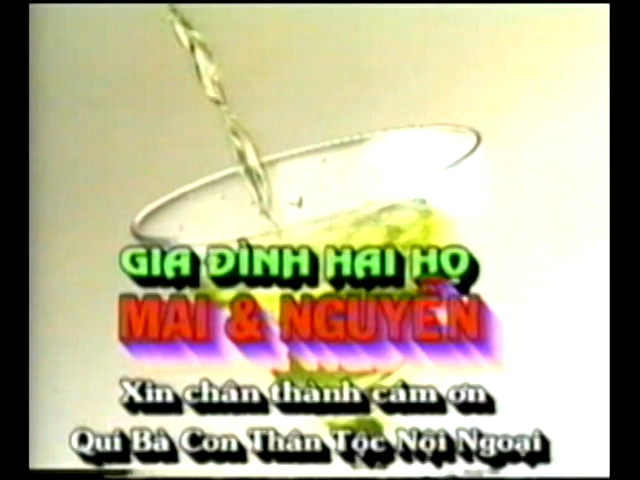 GIA ĐÌNH HAI HỌ
MAI & NGUYỄN
Xin chân thành cám ơn
Quí Bà Con Thân Tộc Nội Ngoại